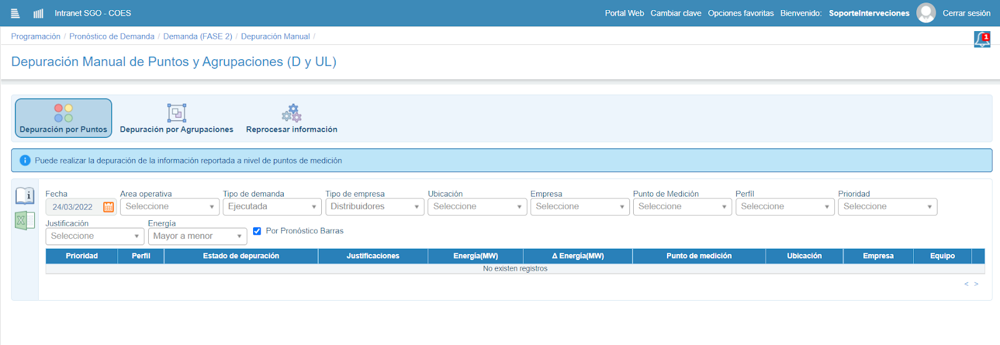 Intranet SGO - COES
Portal Web Cambiar clave Opciones favoritas Bienvenido: SoporteInterveciones Cerrar sesión
Programación / Pronóstico de Demanda / Demanda (FASE 2) / Depuración Manual /
1
Depuración Manual de Puntos y Agrupaciones (D y UL)
Depuración por Puntos Depuración por Agrupaciones Reprocesar información
Puede realizar la depuración de la información reportada a nivel de puntos de medición
Fecha Area operativa Tipo de demanda Tipo de empresa Ubicación Empresa Punto de Medición Perfíl Prioridad
24/03/2022 Seleccione Ejecutada Distribuidores Seleccione Seleccione Seleccione Seleccione Seleccione
Justificación Energía
Seleccione Mayor a menor Por Pronóstico Barras
Prioridad Perfil Estado de depuración Justificaciones Energía(MW) Δ Energía(MW) Punto de medición Ubicación Empresa Equipo
No existen registros
< >